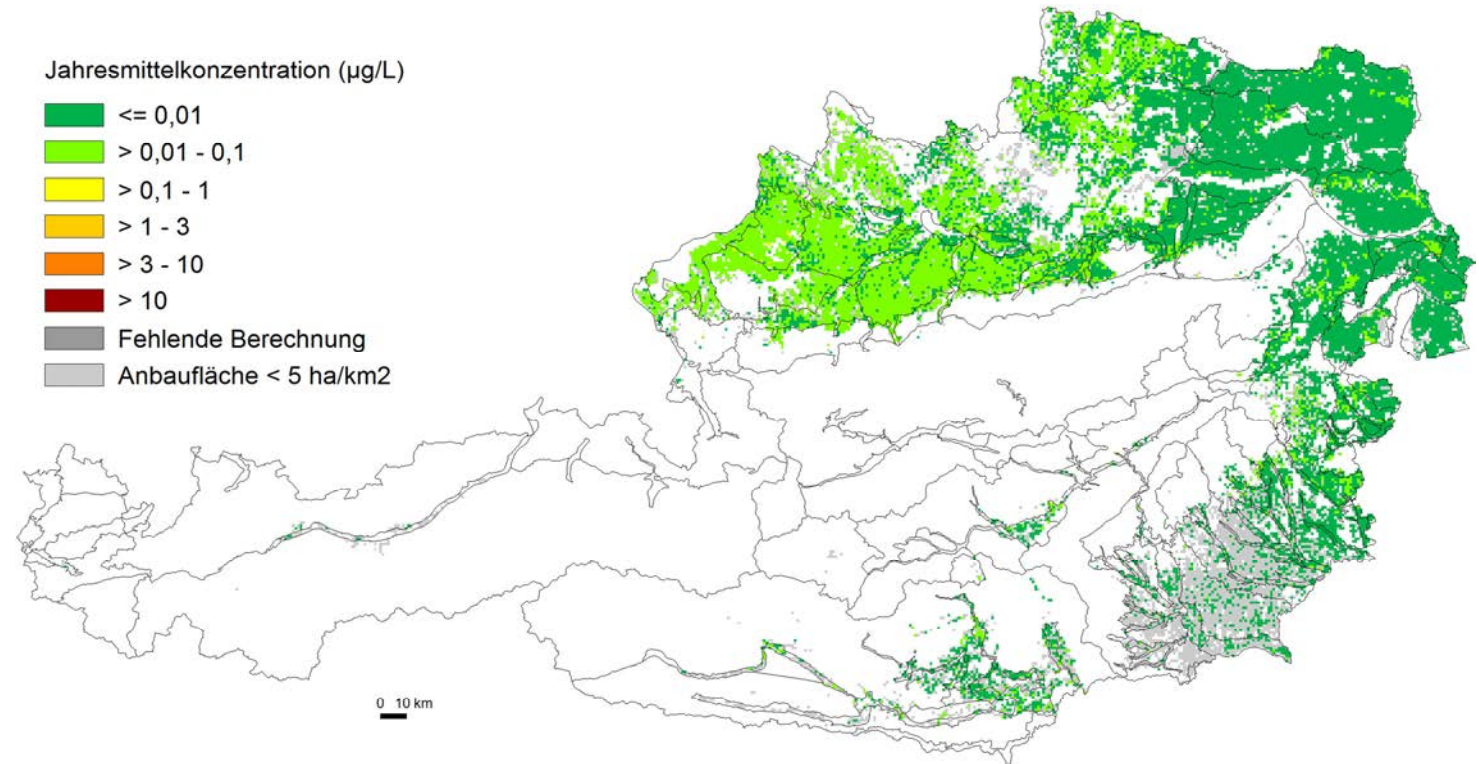 Jahresmittelkonzentration (µg/L)
<= 0,01
> 0,01 - 0,1
> 0,1 - 1
> 1 - 3
> 3 - 10
> 10
Fehlende Berechnung
Anbaufläche < 5 ha/km2
0 10 km